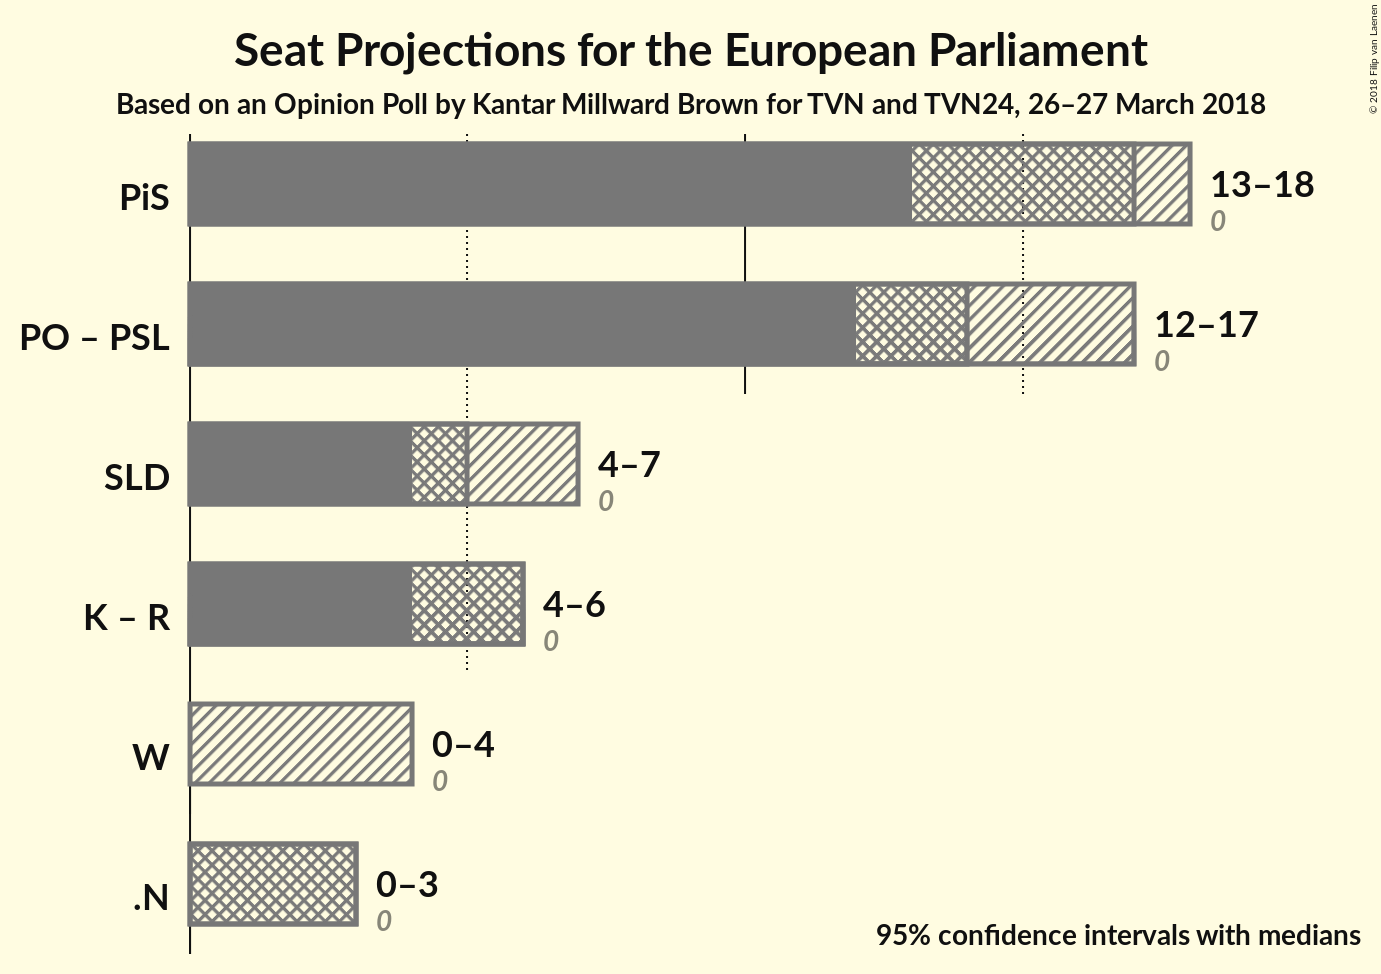 Seat Projections for the European Parliament
Based on an Opinion Poll by Kantar Millward Brown for TVN and TVN24, 26–27 March 2018
© 2018 Filip van Laenen
PiS
13–18
0
PO – PSL
12–17
0
SLD
4–7
0
K – R
4–6
0
W
0–4
0
.N
0–3
0
95% confidence intervals with medians